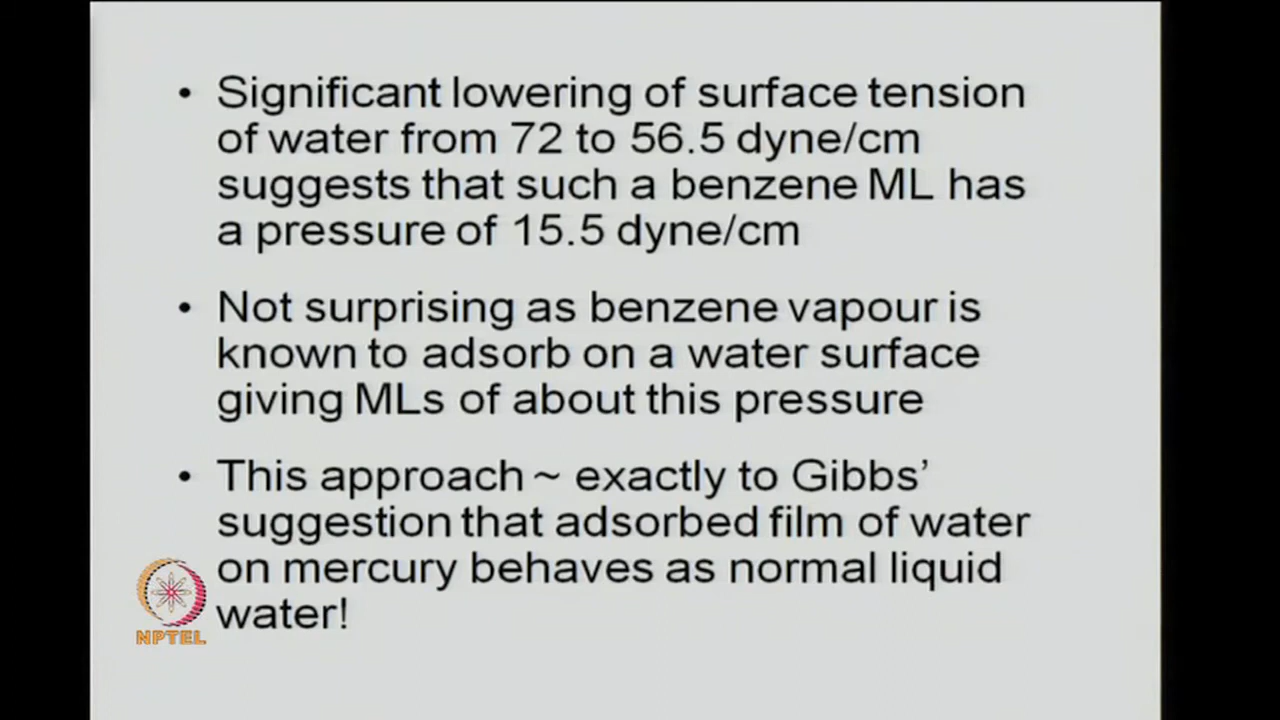 • Significant lowering of surface tension
of water from 72 to 56.5 dyne/cm
suggests that such a benzene ML has
a pressure of 15.5 dyne/cm
• Not surprising as benzene vapour is
known to adsorb on a water surface
giving MLs of about this pressure
• This approach ~ exactly to Gibbs’
suggestion that adsorbed film of water
on mercury behaves as normal liquid
water!
NPTEL